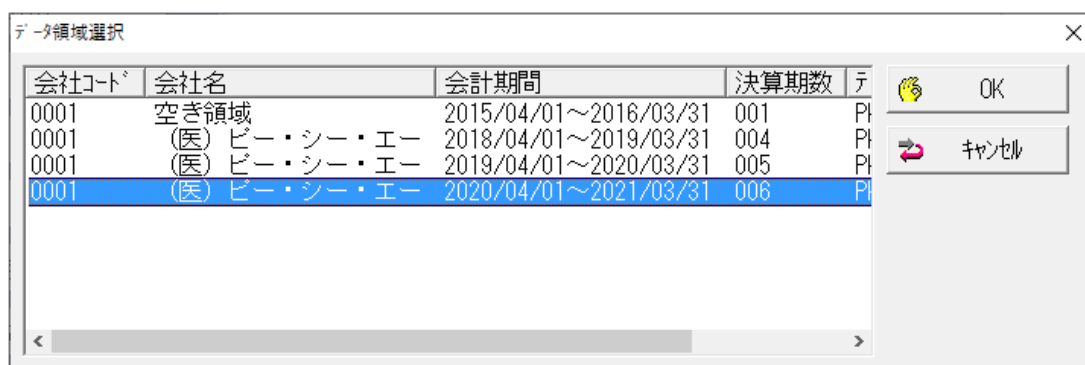 データ領域選択
会社コード 会社名 会計期間 決算期数 デ
0001 空き領域 2015/04/01～2016/03/31 001
0001 （医）ビー・シー・エー 2018/04/01～2019/03/31 004
0001 （医）ビー・シー・エー 2019/04/01～2020/03/31 005
0001 （医）ビー・シー・エー 2020/04/01～2021/03/31 006
OK
キャンセル